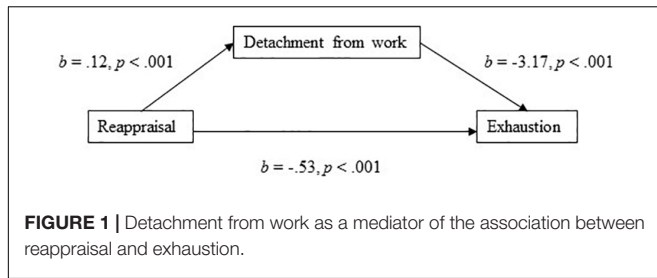 Detachment from work
b = .12, p < .001
b = -3.17, p < .001
Reappraisal
Exhaustion
b = -.53, p < .001
FIGURE 1 | Detachment from work as a mediator of the association between
reappraisal and exhaustion.